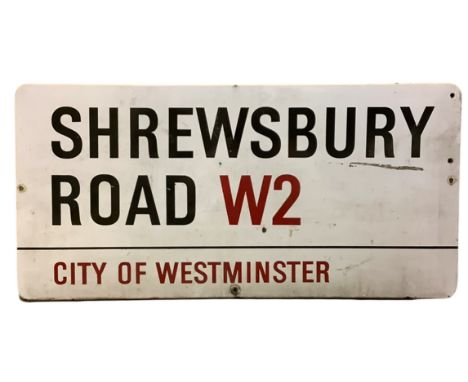 SHREWSBURY
ROAD W2
CITY OF WESTMINSTER